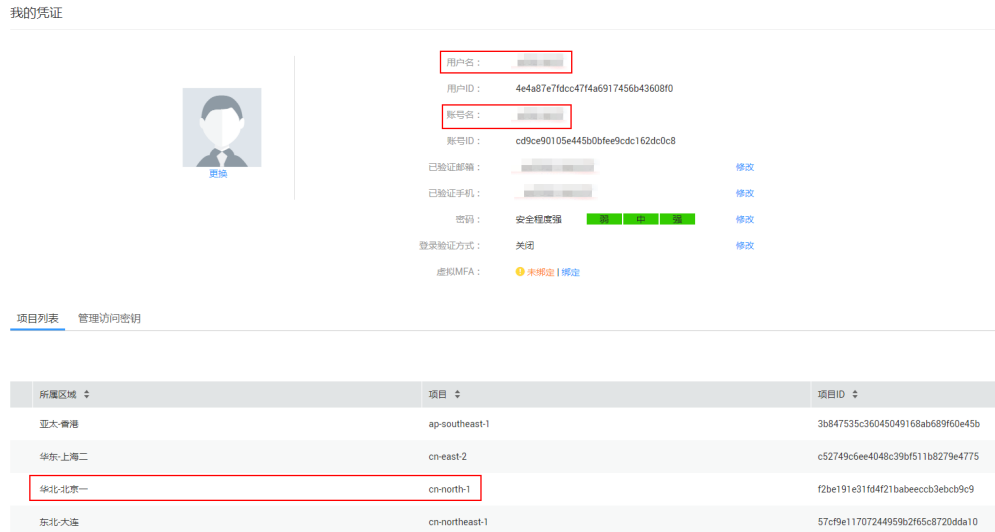 我的凭证
更换
用户名：
用户ID： 4e4a87e7fdcc47f4a6917456b43608f0
账号名：
账号ID： cd9ce90105e445b0bfee9cdc162dc0c8
已验证邮箱： 修改
已验证手机： 修改
密码： 安全程度强 弱 中 强 修改
登录验证方式： 关闭 修改
虚拟MFA： 未绑定 | 绑定
项目列表 管理访问密钥
所属区域 项目 项目ID
亚太-香港 ap-southeast-1 3b847535c36045049168ab689f60e45b
华东-上海二 cn-east-2 c52749c6ee4048c39bf511b8279e4775
华北-北京一 cn-north-1 f2be191e31fd4f21babeeccb3ebcb9c9
东北-大连 cn-northeast-1 57cf9e11707244959b2f65c8720dda10